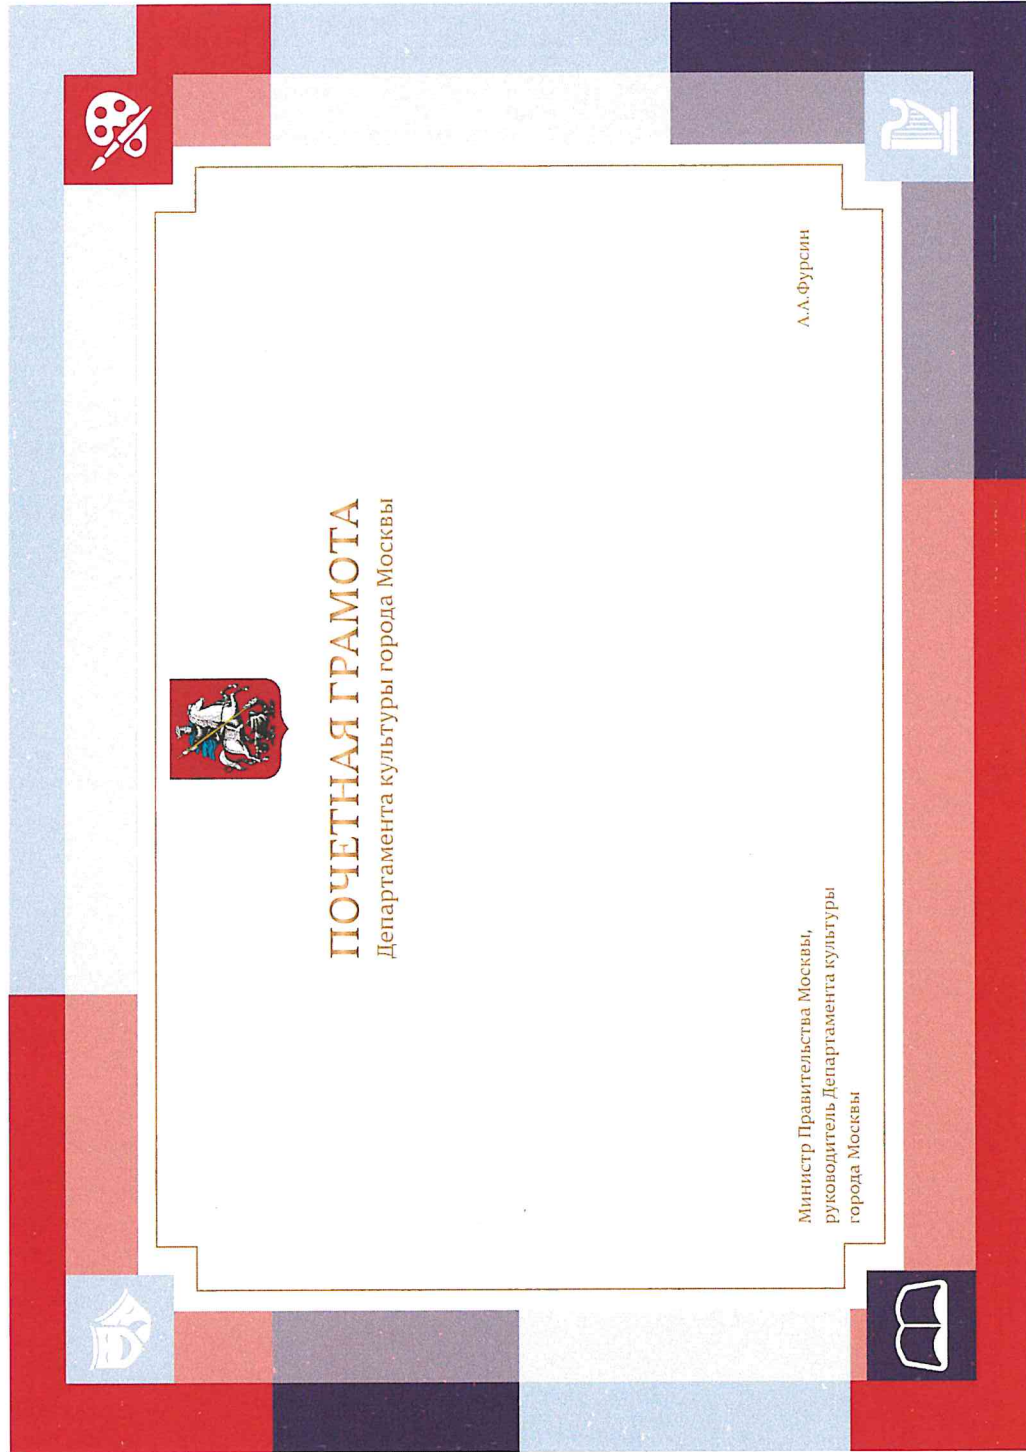 ПОЧЕТНАЯ ГРАМОТА
Департамента культуры города Москвы
Министр Правительства Москвы,
руководитель Департамента культуры
города Москвы
А.А.Фурсин